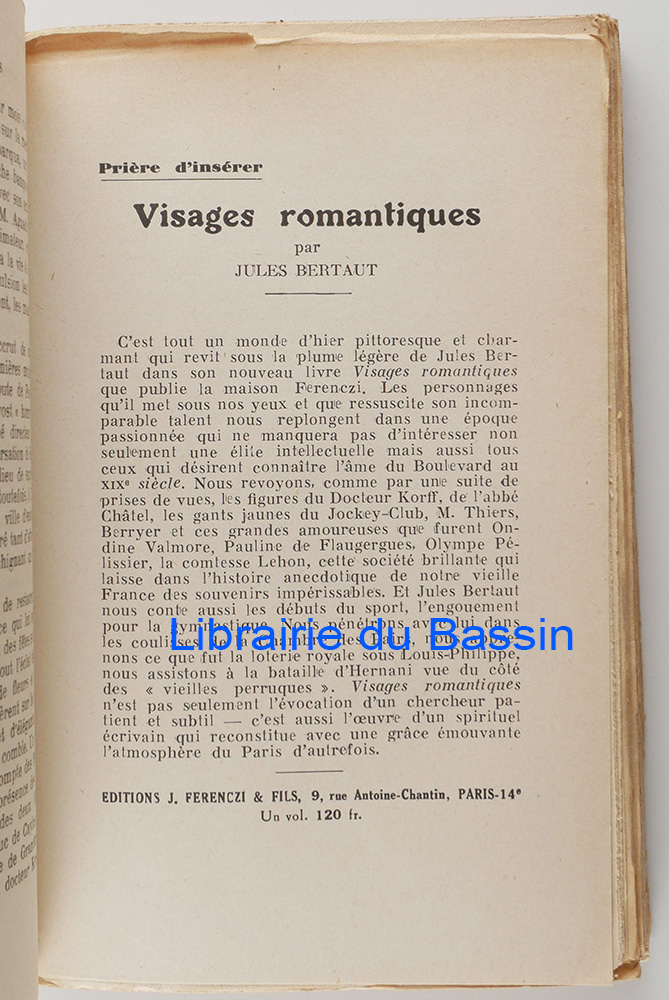 Prière d'insérer
Visages romantiques
par
JULES BERTAUT
C'est tout un monde d'hier pittoresque et char-
mant qui revit sous la plume légère de Jules Ber-
taut dans son nouveau livre Visages romantiques
que publie la maison Ferenczi. Les personnages
qu'il met sous nos yeux et que ressuscite son incom-
parable talent nous replongent dans une époque
passionnée qui ne manquera pas d'intéresser non
seulement une élite intellectuelle mais aussi tous
ceux qui désirent connaître l'âme du Boulevard au
XIXe siècle. Nous revoyons, comme par une suite de
prises de vues, les figures du Docteur Korff, de l'abbé
Châtel, les gants jaunes du Jockey-Club, M. Thiers,
Berryer et ces grandes amoureuses que furent On-
dine Valmore, Pauline de Flaugergues, Olympe Pé-
lissier, la comtesse Lehon, cette société brillante qui
laisse dans l'histoire anecdotique de notre vieille
France des souvenirs impérissables. Et Jules Bertaut
nous conte aussi les débuts du sport, l'engouement
pour la gymnastique. Nous pénétrons avec lui dans
les coulisses de la Chambre des Pairs, nous appre-
nons ce que fut la loterie royale sous Louis-Philippe,
nous assistons à la bataille d'Hernani vue du côté
des « vieilles perruques ». Visages romantiques
n'est pas seulement l'évocation d'un chercheur pa-
tient et subtil — c'est aussi l'œuvre d'un spirituel
écrivain qui reconstitue avec une grâce émouvante
l'atmosphère du Paris d'autrefois.
EDITIONS J. FERENCZI & FILS, 9, rue Antoine-Chantin, PARIS-14e
Un vol. 120 fr.
Librairie du Bassin